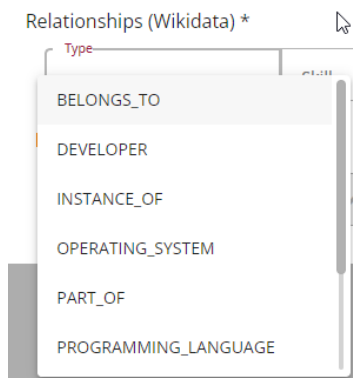 Relationships (Wikidata) *
Type
BELONGS_TO
DEVELOPER
INSTANCE_OF
OPERATING_SYSTEM
PART_OF
PROGRAMMING_LANGUAGE